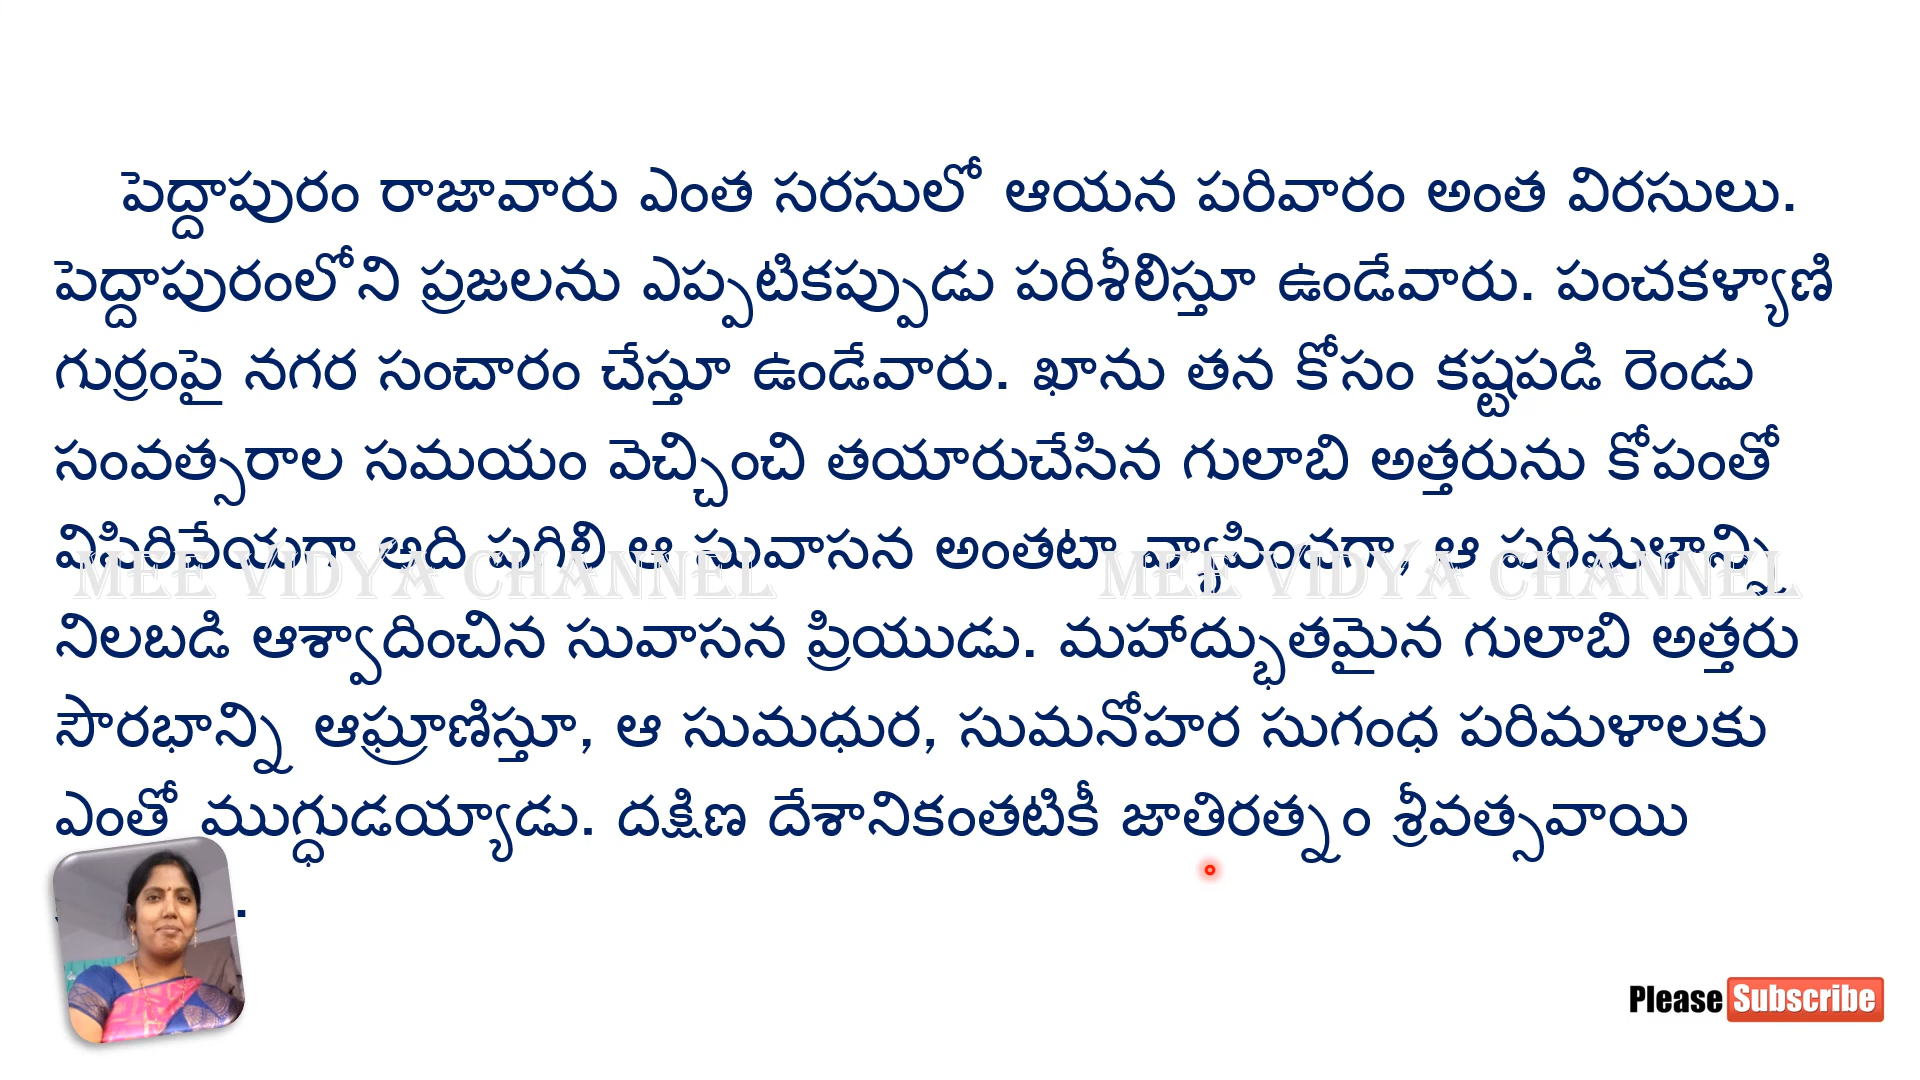 పెద్దాపురం రాజావారు ఎంత సరసులో ఆయన పరివారం అంత విరసులు.
పెద్దాపురంలోని ప్రజలను ఎప్పటికప్పుడు పరిశీలిస్తూ ఉండేవారు. పంచకళ్యాణి
గుర్రంపై నగర సంచారం చేస్తూ ఉండేవారు. ఖాను తన కోసం కష్టపడి రెండు
సంవత్సరాల సమయం వెచ్చించి తయారుచేసిన గులాబి అత్తరును కోపంతో
విసిరివేయగా అది పగిలి ఆ సువాసన అంతటా వ్యాపించగా, ఆ పరిమళాన్ని
MEE VIDYA CHANNEL MEE VIDYA CHANNEL
నిలబడి ఆశ్వాదించిన సువాసన ప్రియుడు. మహాద్భుతమైన గులాబి అత్తరు
సౌరభాన్ని ఆఘ్రాణిస్తూ, ఆ సుమధుర, సుమనోహర సుగంధ పరిమళాలకు
ఎంతో ముగ్ధుడయ్యాడు. దక్షిణ దేశానికంతటికీ జాతిరత్నం శ్రీవత్సవాయి
Please Subscribe